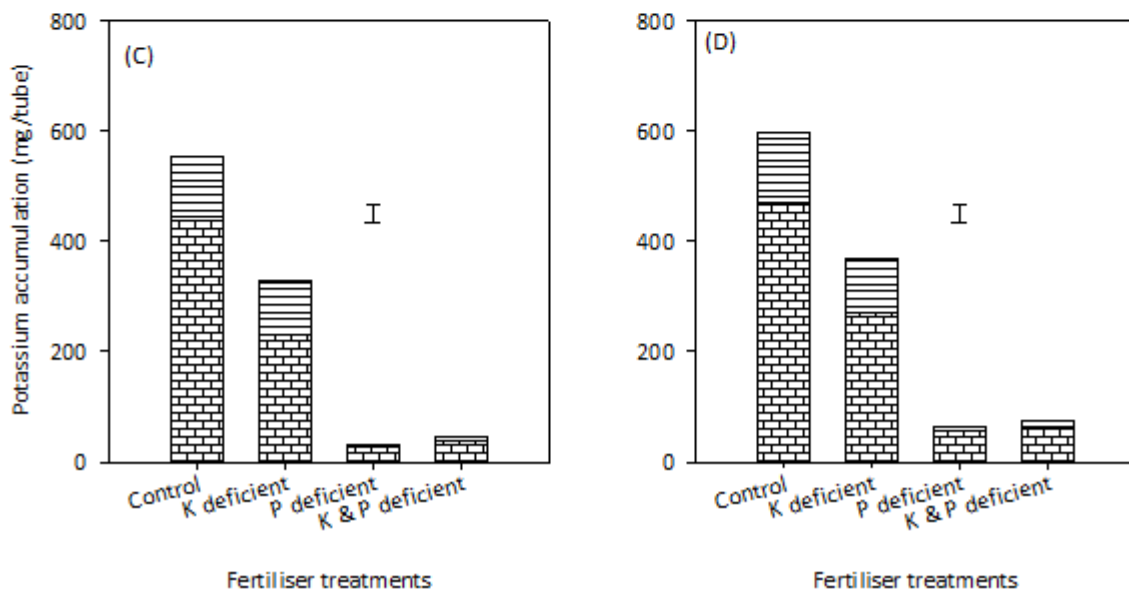 Potassium accumulation (mg/tube)
800
600
400
200
0
(C)
Control
K deficient
P deficient
K & P deficient
Fertiliser treatments
800
600
400
200
0
(D)
Control
K deficient
P deficient
K & P deficient
Fertiliser treatments